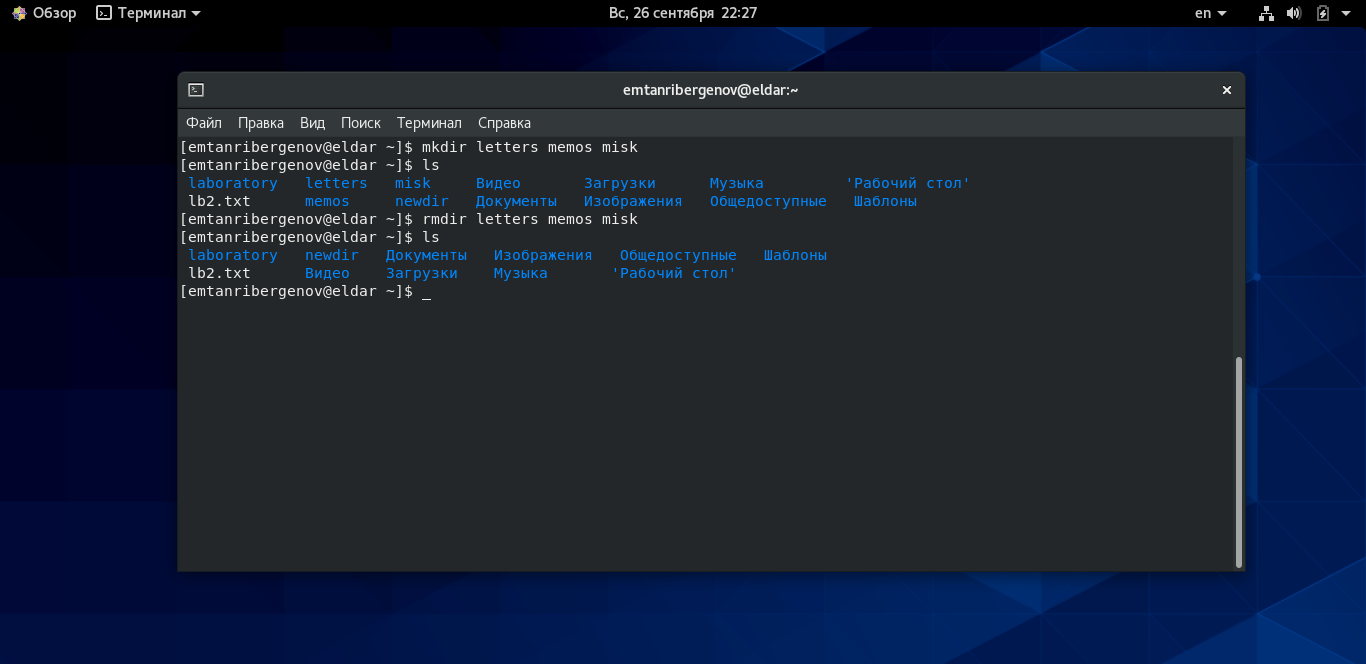 Обзор Терминал Вс, 26 сентября 22:27 en
emtanribergenov@eldar:~
Файл Правка Вид Поиск Терминал Справка
[emtanribergenov@eldar ~]$ mkdir letters memos misk
[emtanribergenov@eldar ~]$ ls
laboratory letters misk Видео Загрузки Музыка 'Рабочий стол'
lb2.txt memos newdir Документы Изображения Общедоступные Шаблоны
[emtanribergenov@eldar ~]$ rmdir letters memos misk
[emtanribergenov@eldar ~]$ ls
laboratory newdir Документы Изображения Общедоступные Шаблоны
lb2.txt Видео Загрузки Музыка 'Рабочий стол'
[emtanribergenov@eldar ~]$ _